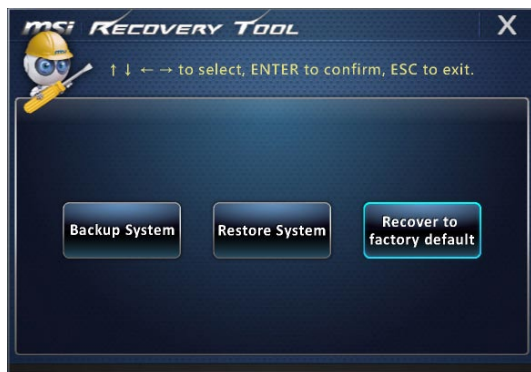 msi RECOVERY TOOL X
↑ ↓ ← → to select, ENTER to confirm, ESC to exit.
Backup System
Restore System
Recover to
factory default